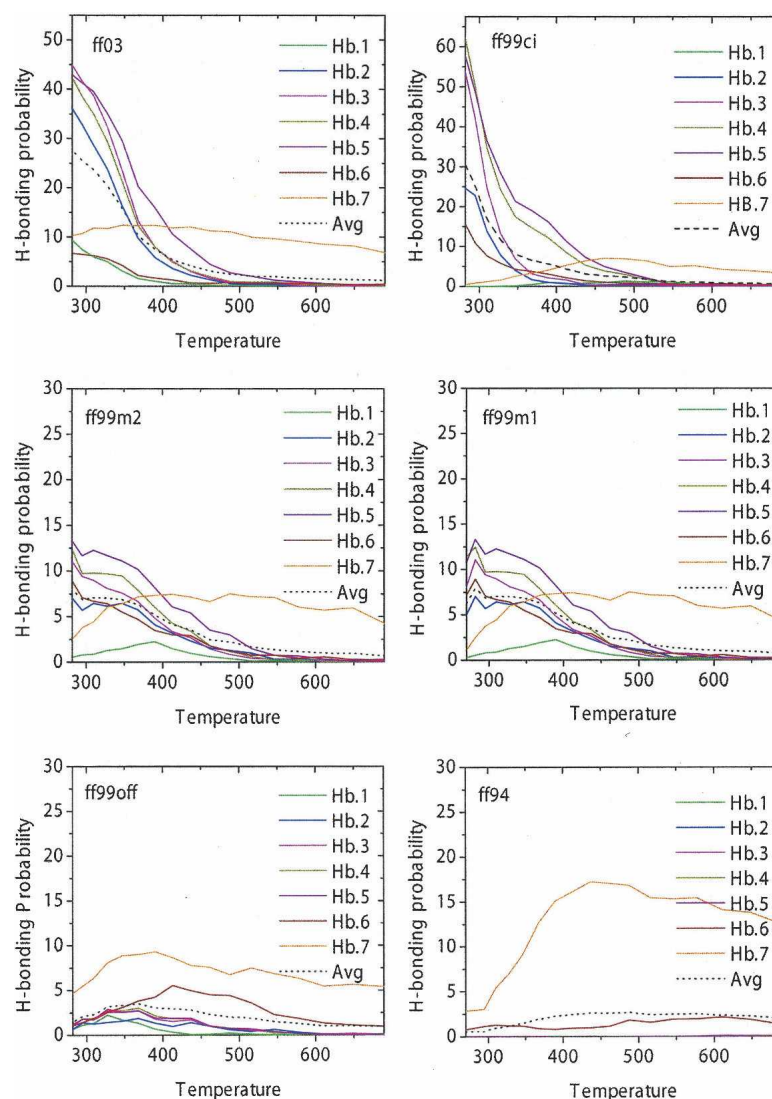 ff03
H-bonding probability
50
40
30
20
10
0
300
400
500
600
Temperature
Hb.1
Hb.2
Hb.3
Hb.4
Hb.5
Hb.6
Hb.7
Avg
ff99ci
H-bonding probability
60
50
40
30
20
10
0
300
400
500
600
Temperature
Hb.1
Hb.2
Hb.3
Hb.4
Hb.5
Hb.6
HB.7
Avg
ff99m2
H-bonding probability
30
25
20
15
10
5
0
300
400
500
600
Temperature
Hb.1
Hb.2
Hb.3
Hb.4
Hb.5
Hb.6
Hb.7
Avg
ff99m1
H-bonding probability
30
25
20
15
10
5
0
300
400
500
600
Temperature
Hb.1
Hb.2
Hb.3
Hb.4
Hb.5
Hb.6
Hb.7
Avg
ff99off
H-bonding Probability
30
25
20
15
10
5
0
300
400
500
600
Temperature
Hb.1
Hb.2
Hb.3
Hb.4
Hb.5
Hb.6
Hb.7
Avg
ff94
H-bonding probability
30
25
20
15
10
5
0
300
400
500
600
Temperature
Hb.1
Hb.2
Hb.3
Hb.4
Hb.5
Hb.6
Hb.7
Avg